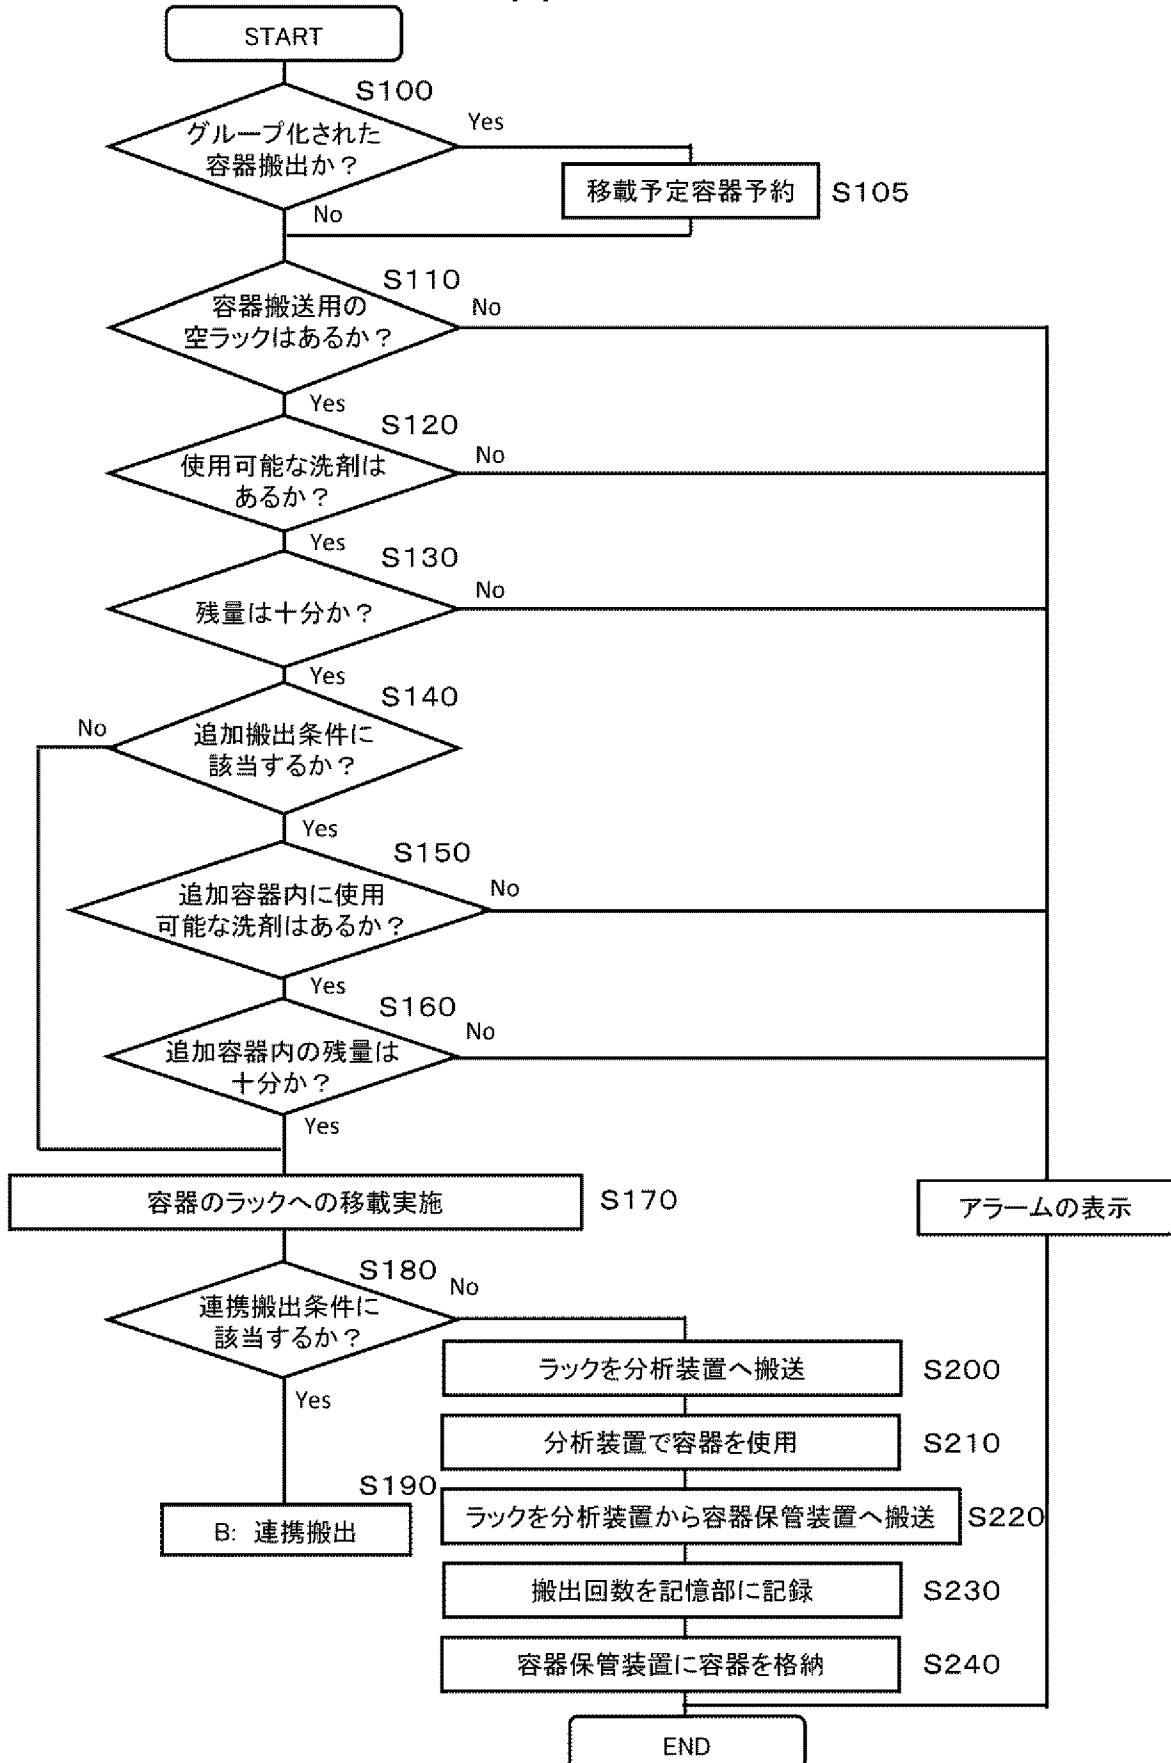 START
S100
グループ化された
容器搬出か?
Yes
移載予定容器予約
S105
No
S110
容器搬送用の
空ラックはあるか?
No
Yes
S120
使用可能な洗剤は
あるか?
No
Yes
S130
残量は十分か?
No
Yes
S140
追加搬出条件に
該当するか?
No
Yes
S150
追加容器内に使用
可能な洗剤はあるか?
No
Yes
S160
追加容器内の残量は
十分か?
No
Yes
容器のラックへの移載実施
S170
アラームの表示
S180
連携搬出条件に
該当するか?
No
Yes
ラックを分析装置へ搬送
S200
分析装置で容器を使用
S210
S190
B: 連携搬出
ラックを分析装置から容器保管装置へ搬送
S220
搬出回数を記憶部に記録
S230
容器保管装置に容器を格納
S240
END